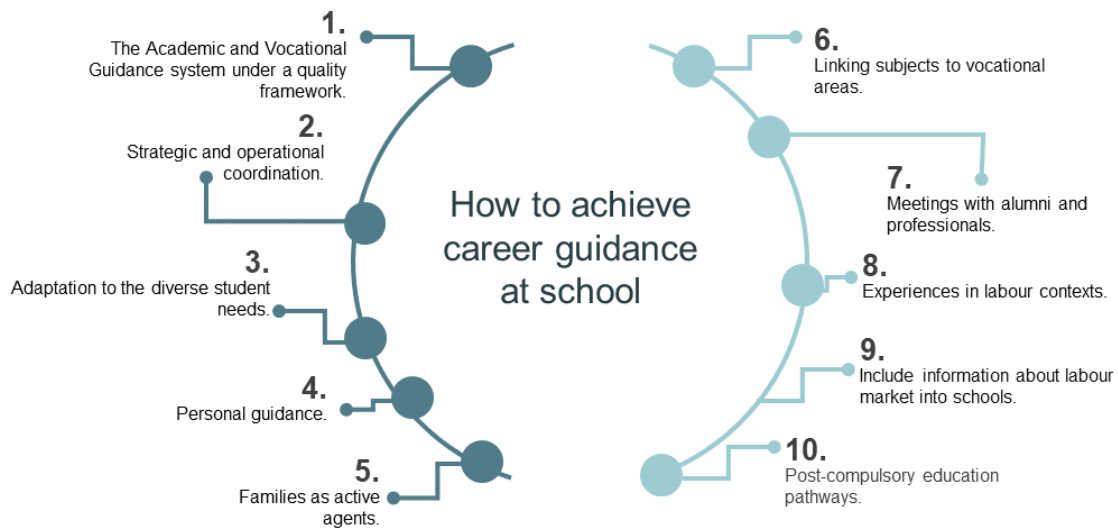 1.
The Academic and Vocational
Guidance system under a quality
framework.
2.
Strategic and operational
coordination.
3.
Adaptation to the diverse student
needs.
4.
Personal guidance.
5.
Families as active
agents.
How to achieve
career guidance
at school
6.
Linking subjects to vocational
areas.
7.
Meetings with alumni and
professionals.
8.
Experiences in labour contexts.
9.
Include information about labour
market into schools.
10.
Post-compulsory education
pathways.